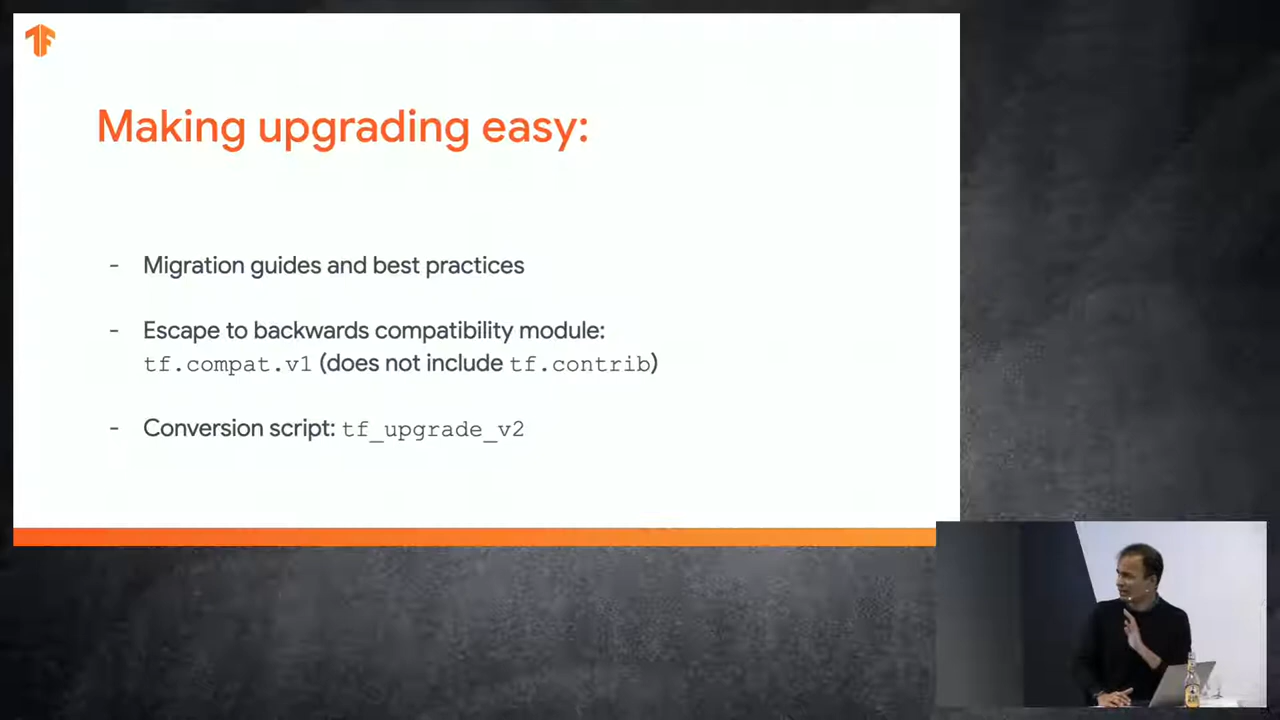 Making upgrading easy:
- Migration guides and best practices
- Escape to backwards compatibility module:
tf.compat.v1 (does not include tf.contrib)
- Conversion script: tf_upgrade_v2